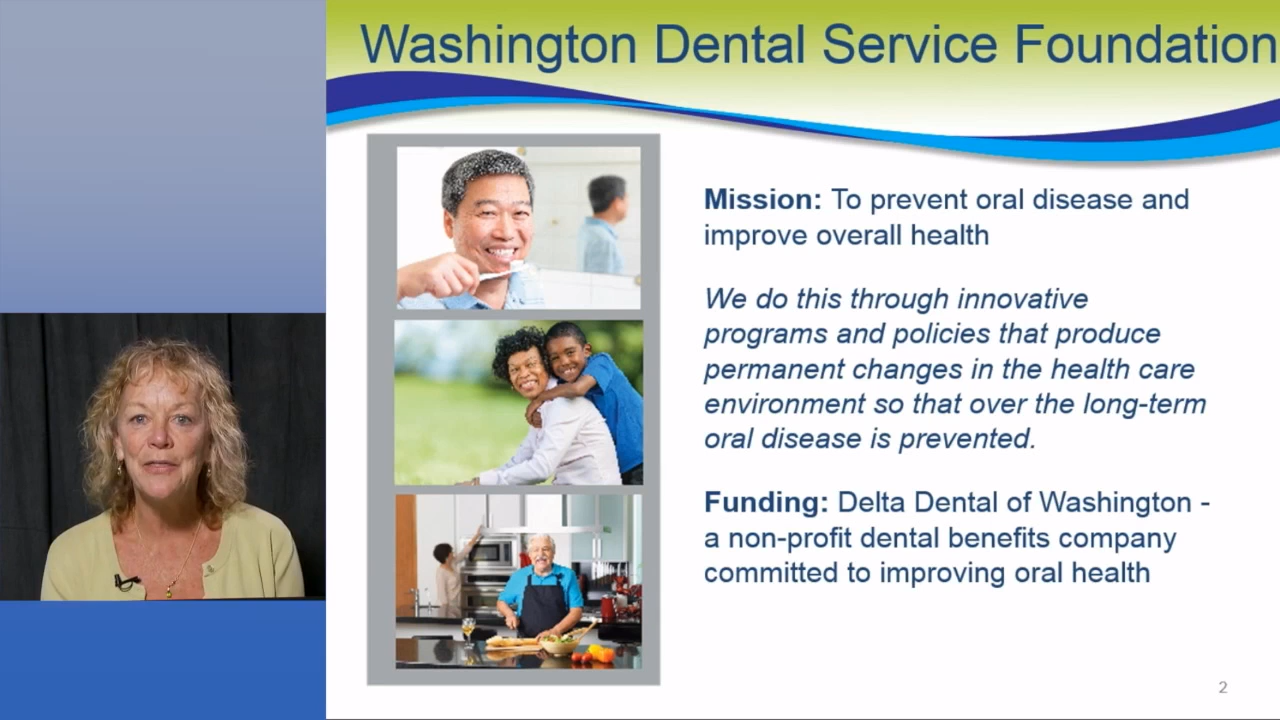 Washington Dental Service Foundation
Mission: To prevent oral disease and
improve overall health
We do this through innovative
programs and policies that produce
permanent changes in the health care
environment so that over the long-term
oral disease is prevented.
Funding: Delta Dental of Washington -
a non-profit dental benefits company
committed to improving oral health
2